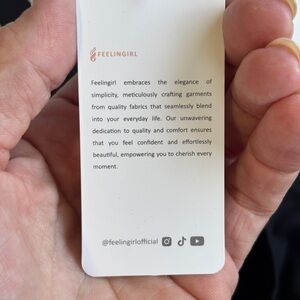 FEELINGIRL
Feelingirl embraces the elegance of
simplicity, meticulously crafting garments
from quality fabrics that seamlessly blend
into your everyday life. Our unwavering
dedication to quality and comfort ensures
that you feel confident and effortlessly
beautiful, empowering you to cherish every
moment.
@feelingirlofficial